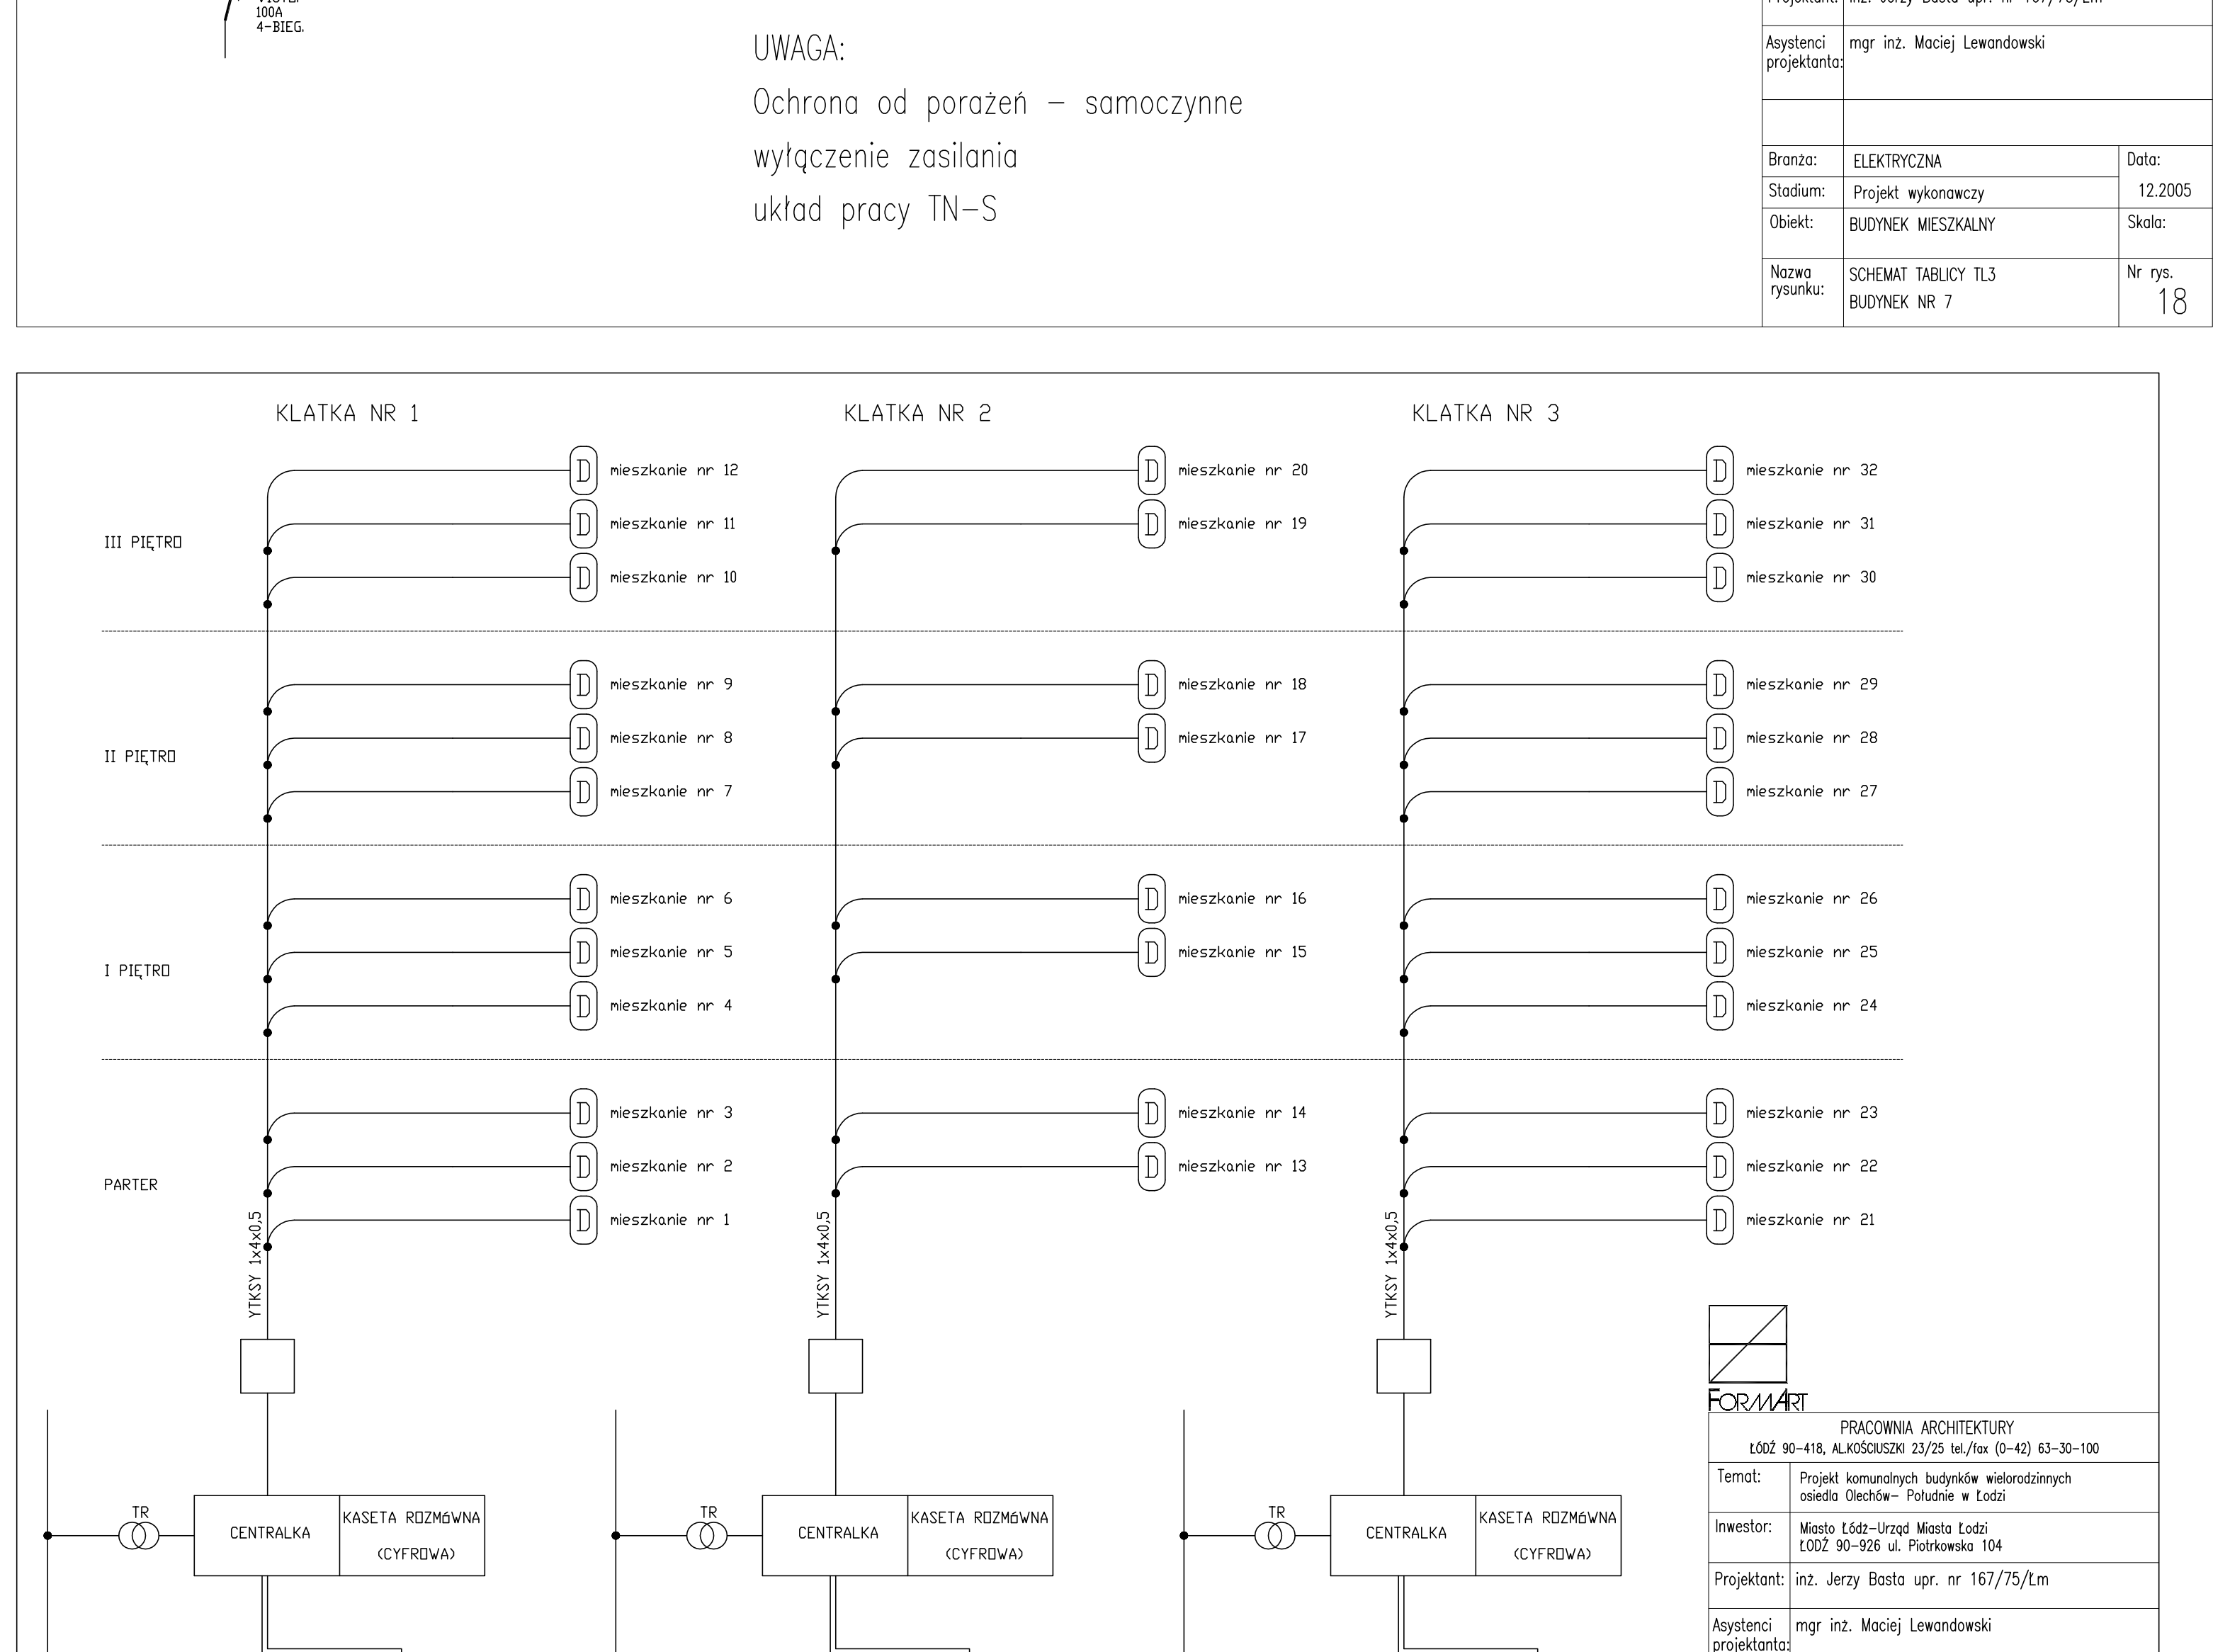 100A
4-BIEG.
UWAGA:
Ochrona od porażeń – samoczynne
wyłączenie zasilania
układ pracy TN–S
Asystenci projektanta:
mgr inż. Maciej Lewandowski
Branża:
ELEKTRYCZNA
Data:
12.2005
Stadium:
Projekt wykonawczy
Obiekt:
BUDYNEK MIESZKALNY
Skala:
Nazwa rysunku:
SCHEMAT TABLICY TL3
BUDYNEK NR 7
Nr rys.
18
KLATKA NR 1
KLATKA NR 2
KLATKA NR 3
III PIĘTRO
D mieszkanie nr 12
D mieszkanie nr 20
D mieszkanie nr 32
D mieszkanie nr 11
D mieszkanie nr 19
D mieszkanie nr 31
D mieszkanie nr 10
D mieszkanie nr 30
II PIĘTRO
D mieszkanie nr 9
D mieszkanie nr 18
D mieszkanie nr 29
D mieszkanie nr 8
D mieszkanie nr 17
D mieszkanie nr 28
D mieszkanie nr 7
D mieszkanie nr 27
I PIĘTRO
D mieszkanie nr 6
D mieszkanie nr 16
D mieszkanie nr 26
D mieszkanie nr 5
D mieszkanie nr 15
D mieszkanie nr 25
D mieszkanie nr 4
D mieszkanie nr 24
PARTER
D mieszkanie nr 3
D mieszkanie nr 14
D mieszkanie nr 23
D mieszkanie nr 2
D mieszkanie nr 13
D mieszkanie nr 22
D mieszkanie nr 1
D mieszkanie nr 21
YTKSY 1x4x0,5
YTKSY 1x4x0,5
YTKSY 1x4x0,5
TR
CENTRALKA
KASETA ROZMÓWNA
(CYFROWA)
TR
CENTRALKA
KASETA ROZMÓWNA
(CYFROWA)
TR
CENTRALKA
KASETA ROZMÓWNA
(CYFROWA)
FORMART
PRACOWNIA ARCHITEKTURY
ŁÓDŹ 90–418, AL.KOŚCIUSZKI 23/25 tel./fax (0–42) 63–30–100
Temat:
Projekt komunalnych budynków wielorodzinnych
osiedla Olechów– Południe w Łodzi
Inwestor:
Miasto Łódż–Urząd Miasta Łodzi
ŁODŹ 90–926 ul. Piotrkowska 104
Projektant:
inż. Jerzy Basta upr. nr 167/75/Łm
Asystenci projektanta:
mgr inż. Maciej Lewandowski